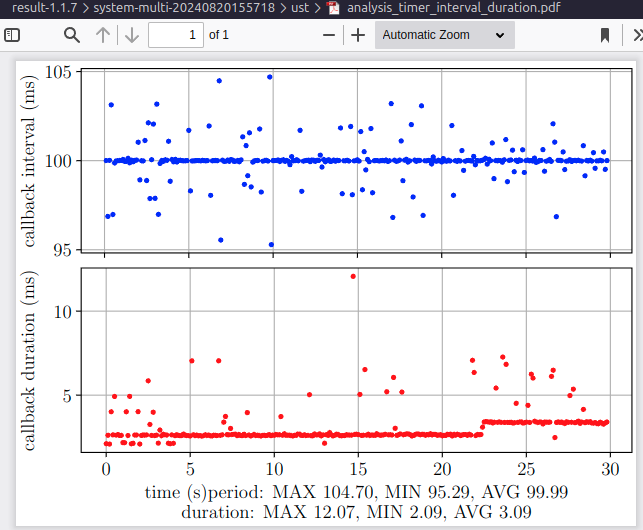 result-1.1.7 > system-multi-20240820155718 > ust > analysis_timer_interval_duration.pdf
1 of 1 Automatic Zoom
callback interval (ms)
105
100
95
callback duration (ms)
10
5
0 5 10 15 20 25 30
time (s)period: MAX 104.70, MIN 95.29, AVG 99.99
duration: MAX 12.07, MIN 2.09, AVG 3.09